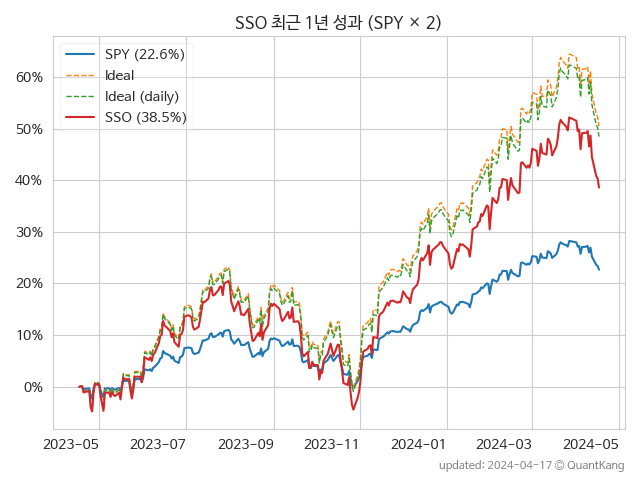 SSO 최근 1년 성과 (SPY × 2)
SPY (22.6%)
Ideal
Ideal (daily)
SSO (38.5%)
60%
50%
40%
30%
20%
10%
0%
2023-05 2023-07 2023-09 2023-11 2024-01 2024-03 2024-05
updated: 2024-04-17 © QuantKang